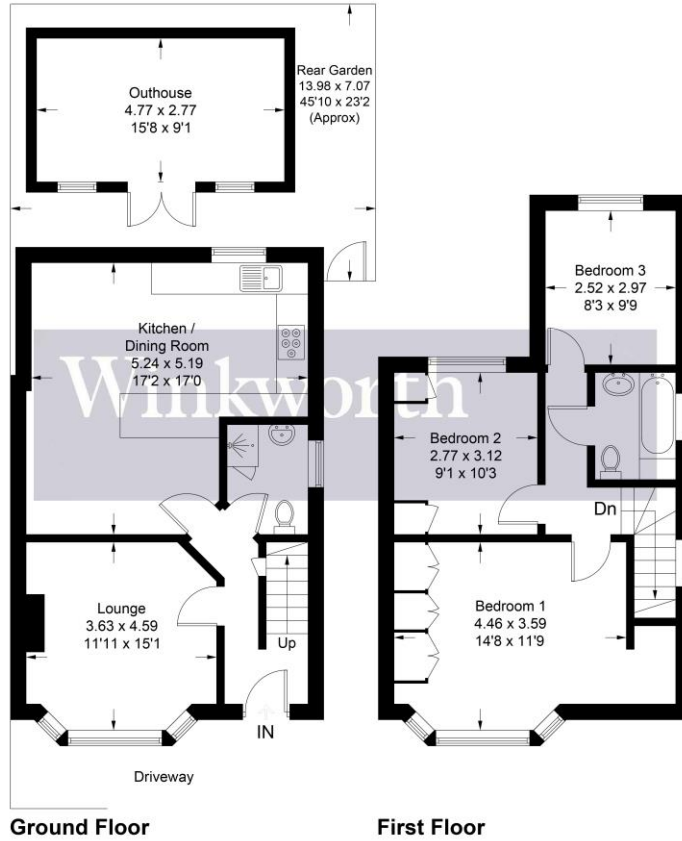 Outhouse
4.77 x 2.77
15'8 x 9'1
Rear Garden
13.98 x 7.07
45'10 x 23'2
(Approx)
Kitchen /
Dining Room
5.24 x 5.19
17'2 x 17'0
Winkworth
Lounge
3.63 x 4.59
11'11 x 15'1
Up
IN
Driveway
Ground Floor
Bedroom 3
2.52 x 2.97
8'3 x 9'9
Bedroom 2
2.77 x 3.12
9'1 x 10'3
Dn
Bedroom 1
4.46 x 3.59
14'8 x 11'9
First Floor